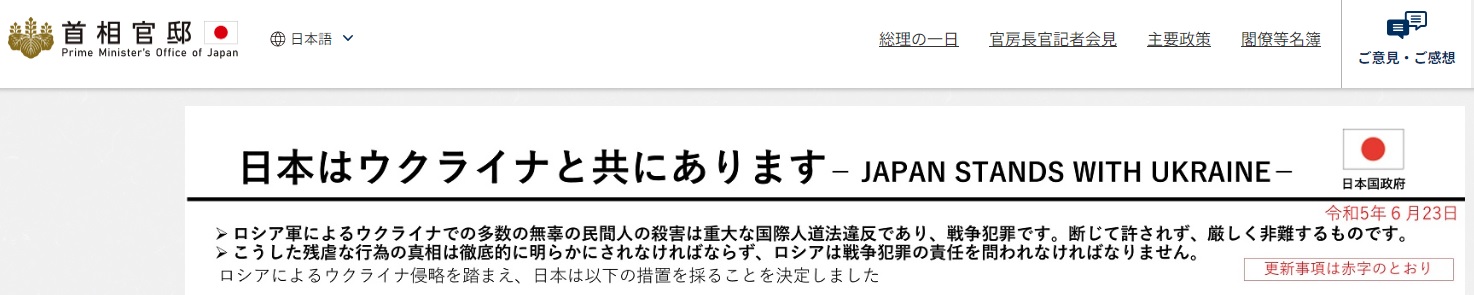 首相官邸
Prime Minister's Office of Japan
日本語
総理の一日 官房長官記者会見 主要政策 閣僚等名簿
ご意見・ご感想
日本はウクライナと共にあります– JAPAN STANDS WITH UKRAINE–
日本国政府
令和5年6月23日
➢ ロシア軍によるウクライナでの多数の無辜の民間人の殺害は重大な国際人道法違反であり、戦争犯罪です。断じて許されず、厳しく非難するものです。
➢ こうした残虐な行為の真相は徹底的に明らかにされなければならず、ロシアは戦争犯罪の責任を問われなければなりません。
ロシアによるウクライナ侵略を踏まえ、日本は以下の措置を採ることを決定しました
更新事項は赤字のとおり